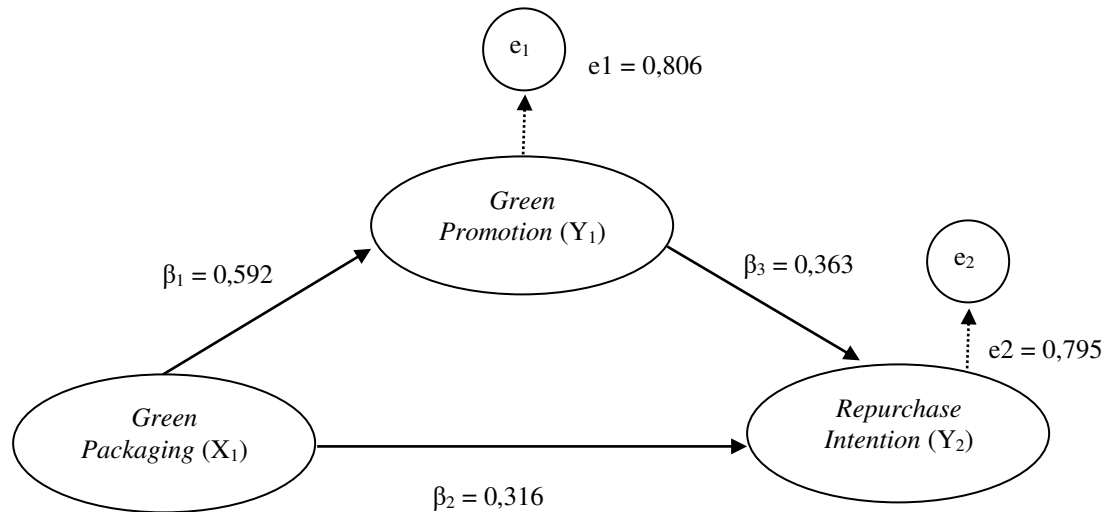 e₁
e1 = 0,806
Green
Promotion (Y₁)
β₁ = 0,592
β₃ = 0,363
e₂
e2 = 0,795
Green
Packaging (X₁)
Repurchase
Intention (Y₂)
β₂ = 0,316